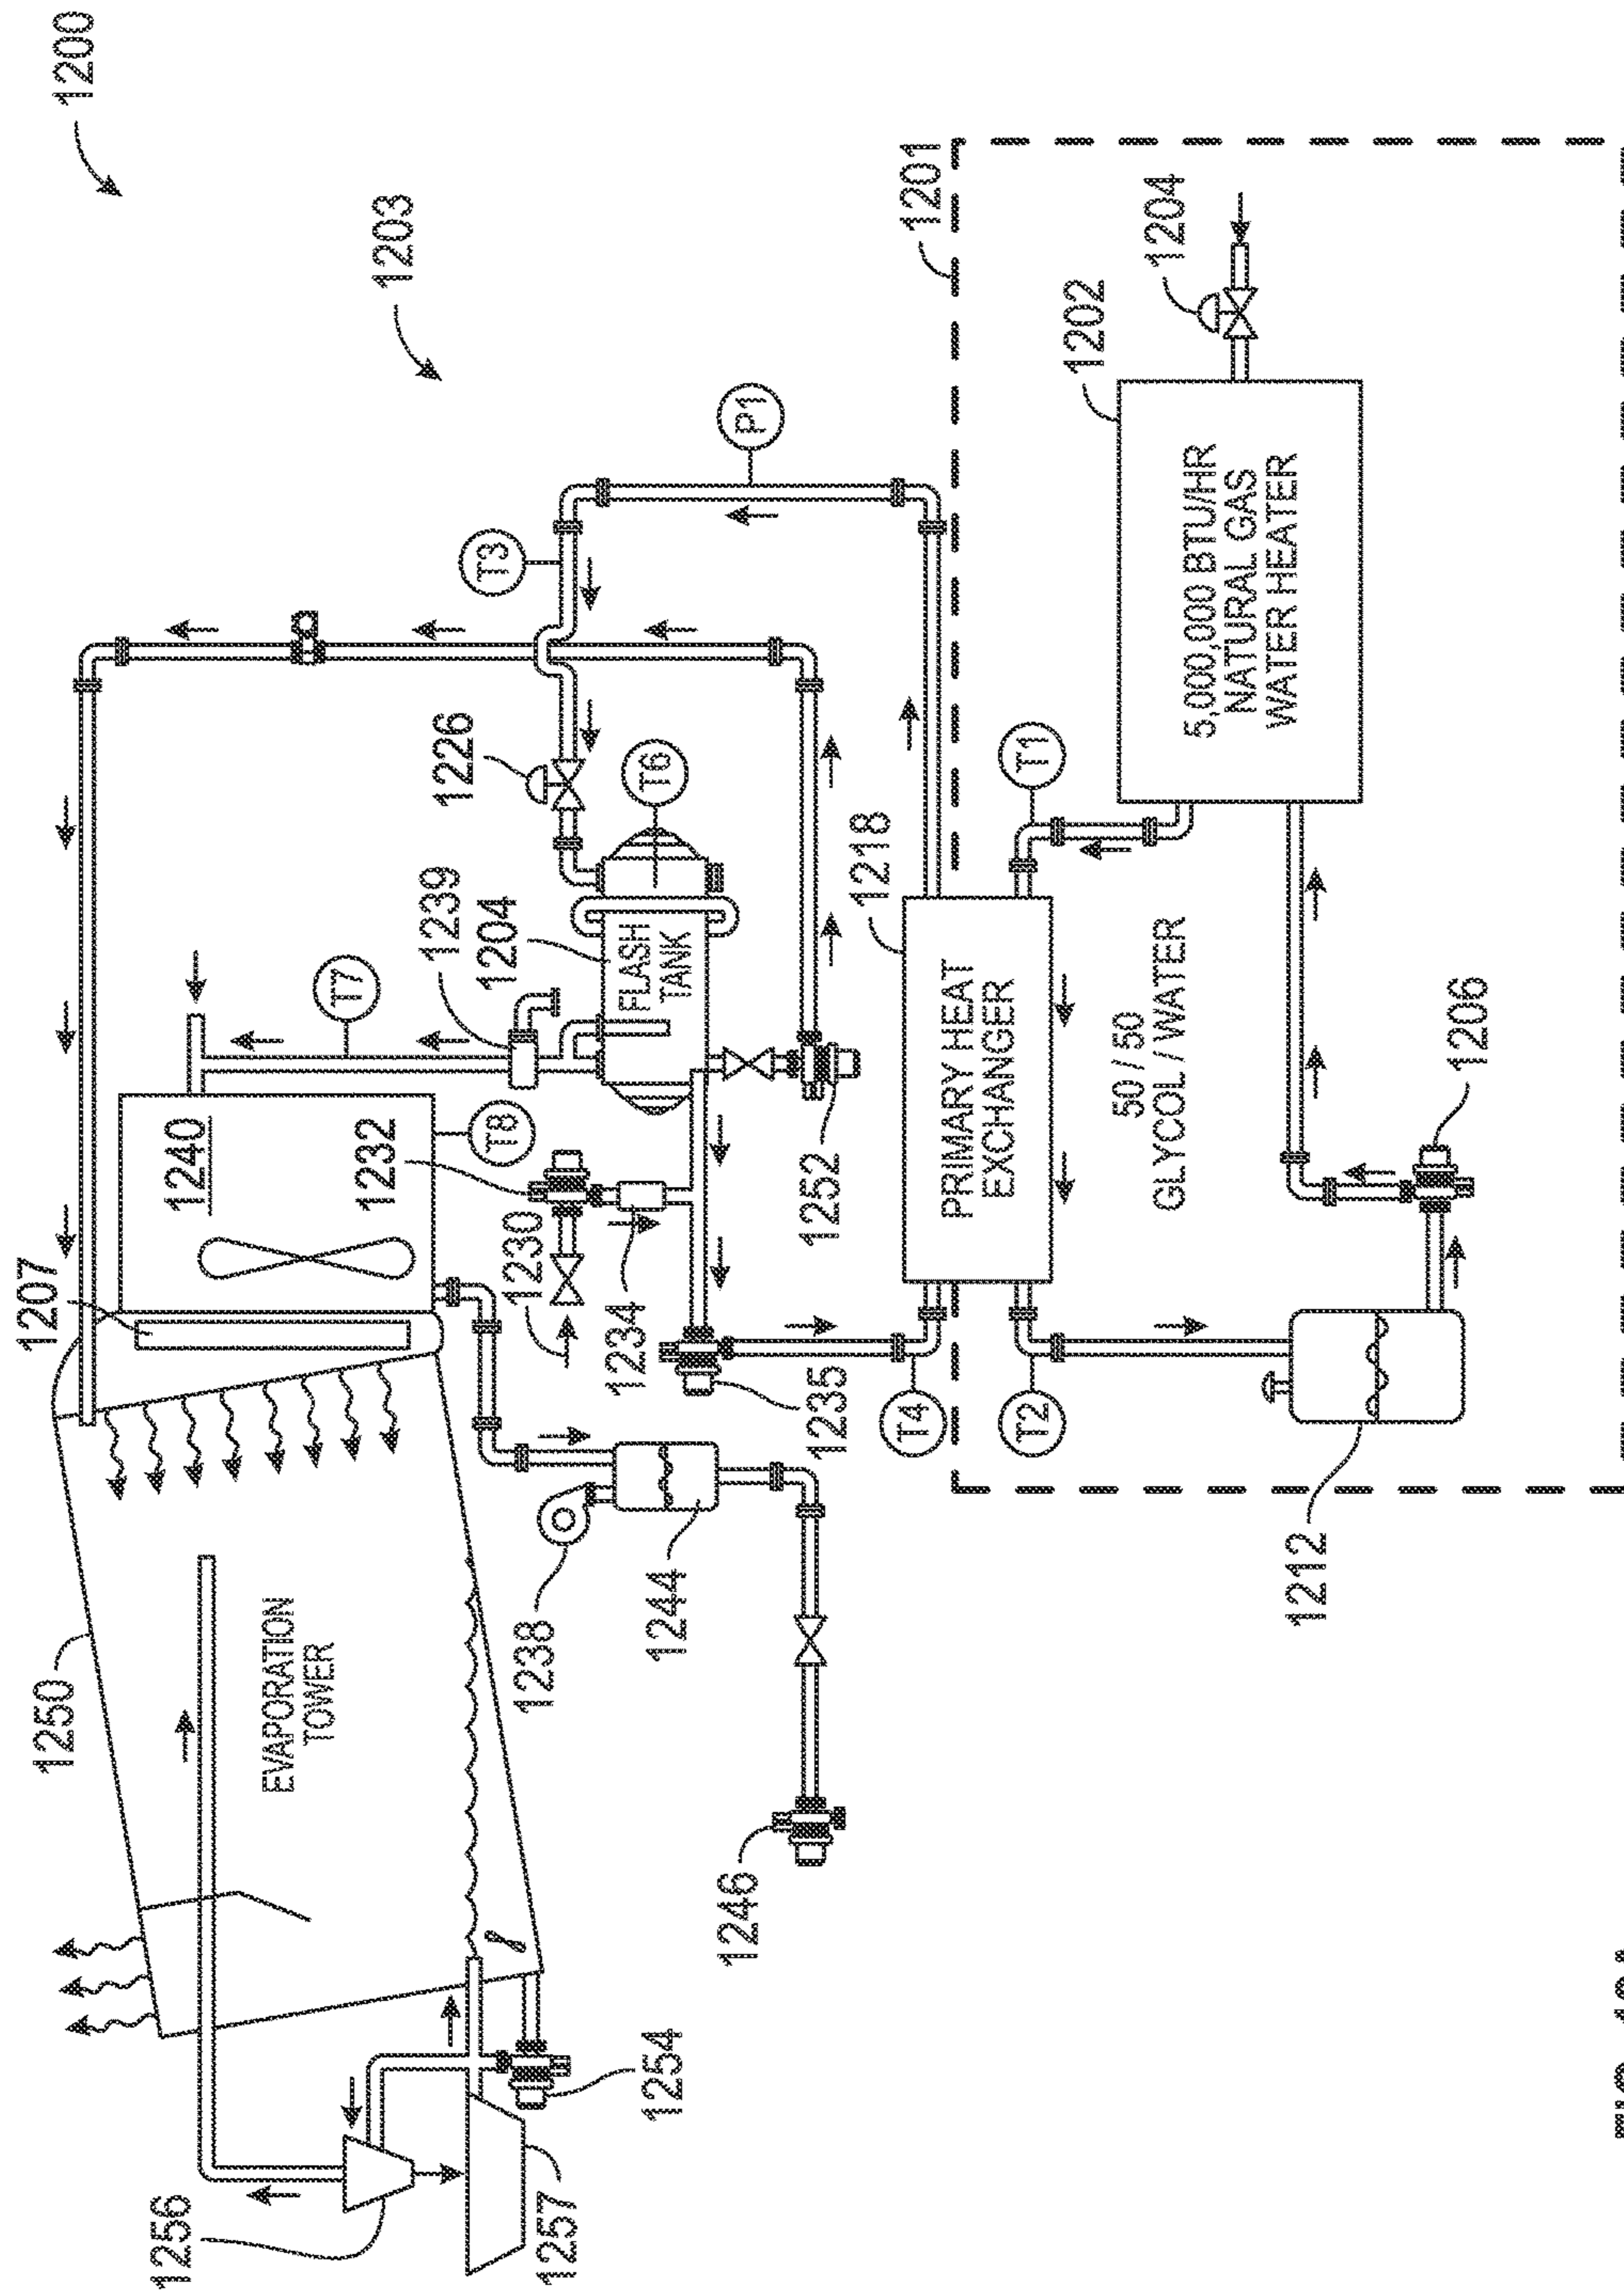 1200
1203
1201
1207
1240
1232
T8
T7
1239
1204
FLASH
TANK
1226
T6
T3
P1
1250
EVAPORATION
TOWER
1230
1234
1235
1252
1238
1244
1246
1256
1257
1254
1218
PRIMARY HEAT
EXCHANGER
T4
T2
T1
50 / 50
GLYCOL / WATER
1202
5,000,000 BTU/HR
NATURAL GAS
WATER HEATER
1204
1206
1212